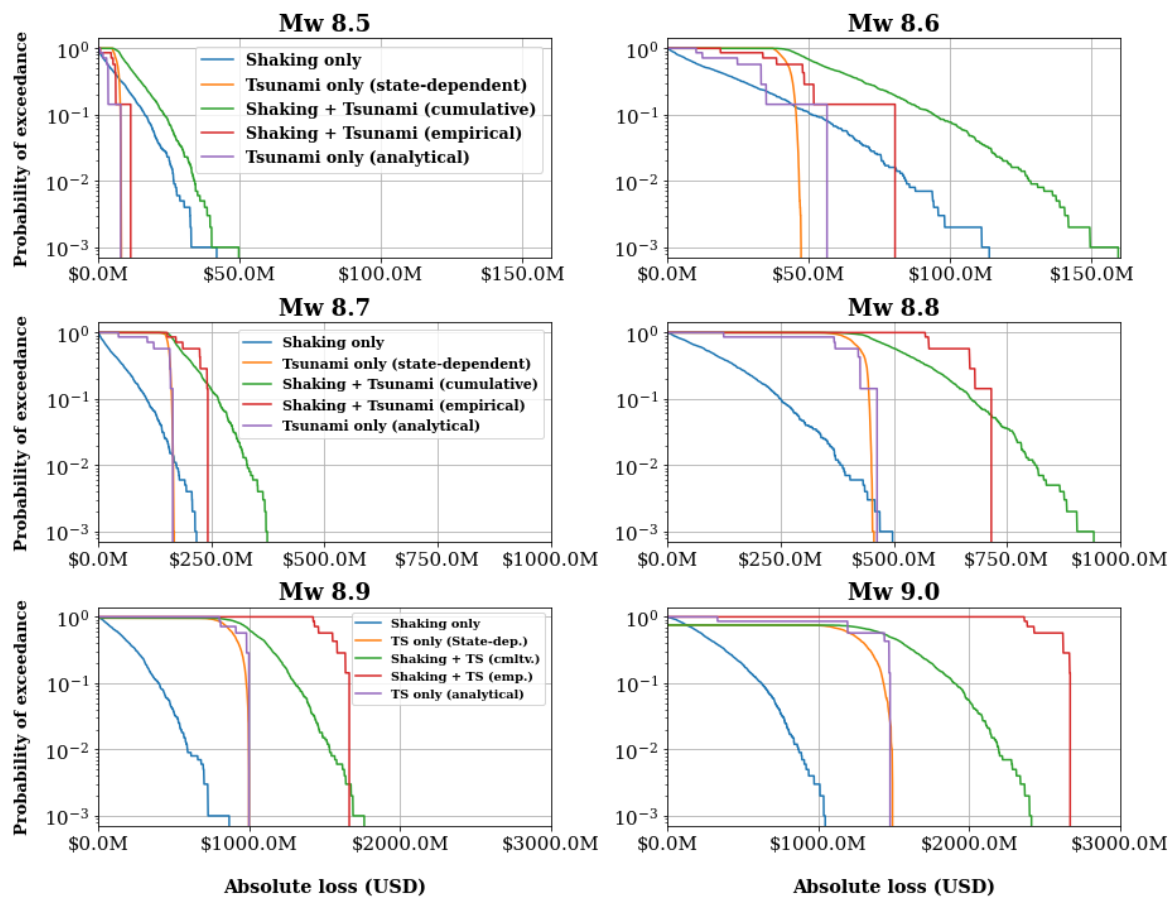 Mw 8.5
Mw 8.6
Probability of exceedance
10⁰
10⁻¹
10⁻²
10⁻³
Shaking only
Tsunami only (state-dependent)
Shaking + Tsunami (cumulative)
Shaking + Tsunami (empirical)
Tsunami only (analytical)
$0.0M $50.0M $100.0M $150.0M
10⁰
10⁻¹
10⁻²
10⁻³
$0.0M $50.0M $100.0M $150.0M
Mw 8.7
Mw 8.8
Probability of exceedance
10⁰
10⁻¹
10⁻²
10⁻³
Shaking only
Tsunami only (state-dependent)
Shaking + Tsunami (cumulative)
Shaking + Tsunami (empirical)
Tsunami only (analytical)
$0.0M $250.0M $500.0M $750.0M $1000.0M
10⁰
10⁻¹
10⁻²
10⁻³
$0.0M $250.0M $500.0M $750.0M $1000.0M
Mw 8.9
Mw 9.0
Probability of exceedance
10⁰
10⁻¹
10⁻²
10⁻³
Shaking only
TS only (State-dep.)
Shaking + TS (cmltv.)
Shaking + TS (emp.)
TS only (analytical)
$0.0M $1000.0M $2000.0M $3000.0M
10⁰
10⁻¹
10⁻²
10⁻³
$0.0M $1000.0M $2000.0M $3000.0M
Absolute loss (USD)
Absolute loss (USD)